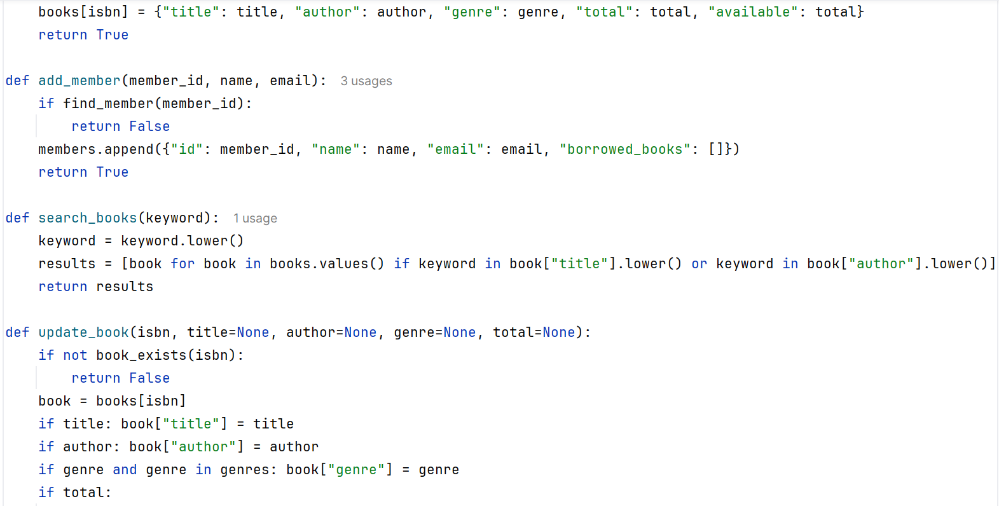 books[isbn] = {"title": title, "author": author, "genre": genre, "total": total, "available": total}
    return True

def add_member(member_id, name, email):  3 usages
    if find_member(member_id):
        return False
    members.append({"id": member_id, "name": name, "email": email, "borrowed_books": []})
    return True

def search_books(keyword):  1 usage
    keyword = keyword.lower()
    results = [book for book in books.values() if keyword in book["title"].lower() or keyword in book["author"].lower()]
    return results

def update_book(isbn, title=None, author=None, genre=None, total=None):
    if not book_exists(isbn):
        return False
    book = books[isbn]
    if title: book["title"] = title
    if author: book["author"] = author
    if genre and genre in genres: book["genre"] = genre
    if total: